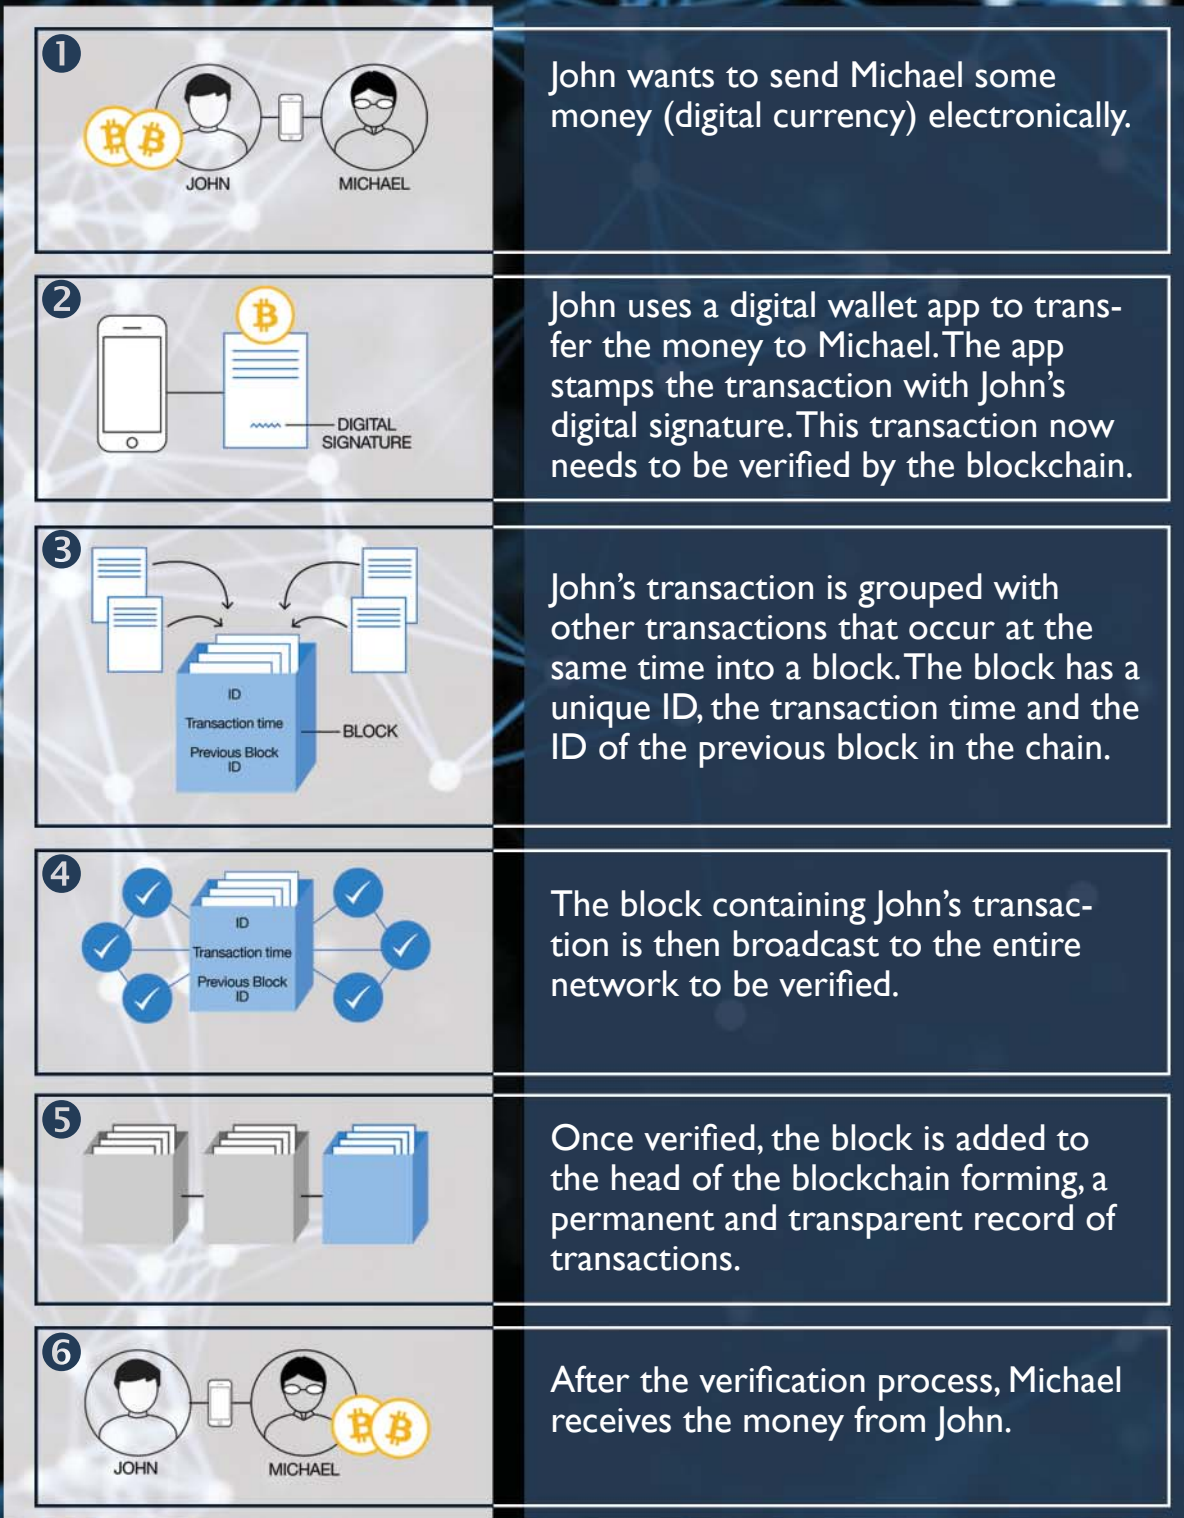 1
JOHN
MICHAEL
John wants to send Michael some
money (digital currency) electronically.
2
DIGITAL
SIGNATURE
John uses a digital wallet app to trans-
fer the money to Michael. The app
stamps the transaction with John’s
digital signature. This transaction now
needs to be verified by the blockchain.
3
ID
Transaction time
Previous Block
ID
BLOCK
John’s transaction is grouped with
other transactions that occur at the
same time into a block. The block has a
unique ID, the transaction time and the
ID of the previous block in the chain.
4
ID
Transaction time
Previous Block
ID
The block containing John’s transac-
tion is then broadcast to the entire
network to be verified.
5
Once verified, the block is added to
the head of the blockchain forming, a
permanent and transparent record of
transactions.
6
JOHN
MICHAEL
After the verification process, Michael
receives the money from John.